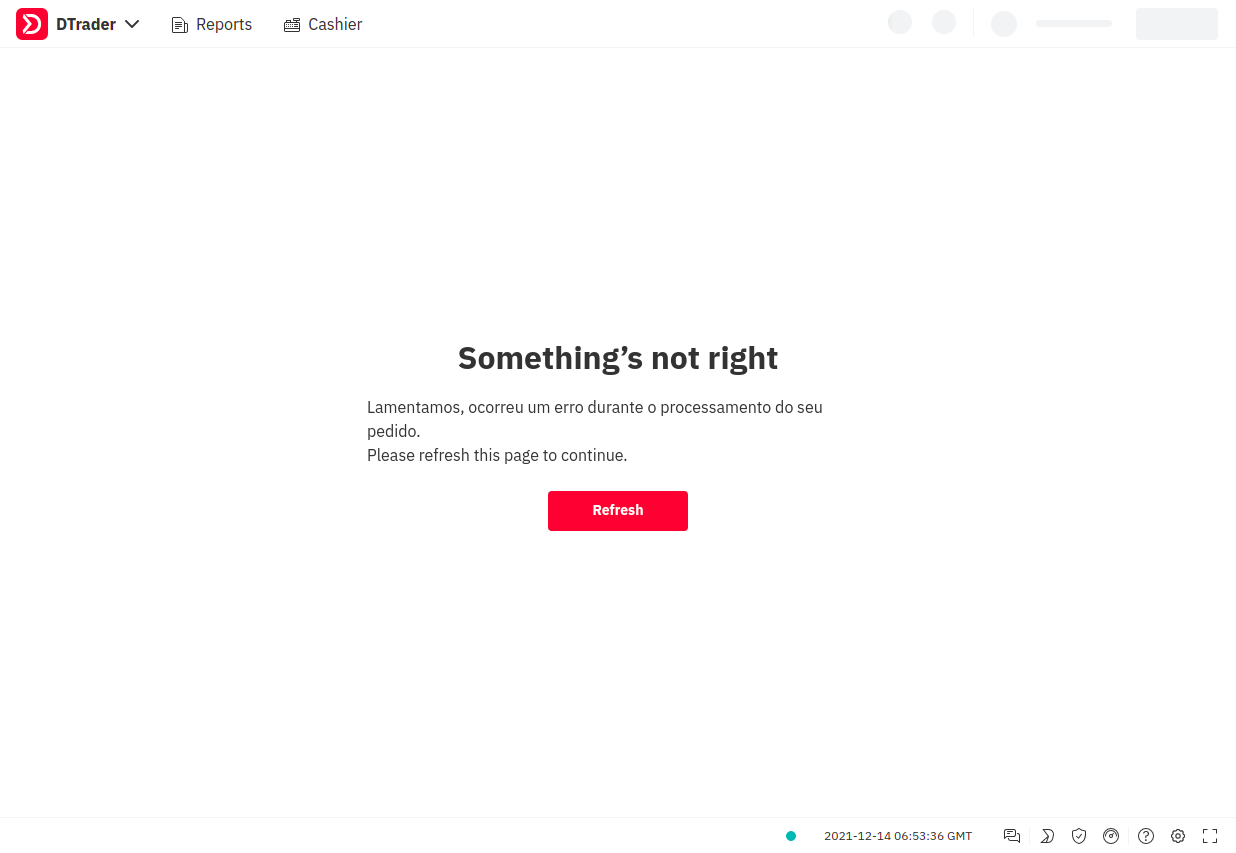 DTrader
Reports
Cashier
Something’s not right
Lamentamos, ocorreu um erro durante o processamento do seu
pedido.
Please refresh this page to continue.
Refresh
2021-12-14 06:53:36 GMT